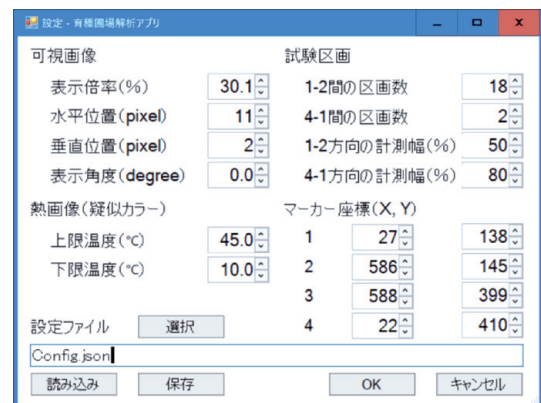 設定 - 育種圃場解析アプリ
可視画像
表示倍率(%) 30.1
水平位置(pixel) 11
垂直位置(pixel) 2
表示角度(degree) 0.0
試験区画
1-2間の区画数 18
4-1間の区画数 2
1-2方向の計測幅(%) 50
4-1方向の計測幅(%) 80
熱画像(疑似カラー)
上限温度(℃) 45.0
下限温度(℃) 10.0
マーカー座標(X, Y)
1 27 138
2 586 145
3 588 399
4 22 410
設定ファイル 選択
Config.json
読み込み 保存 OK キャンセル